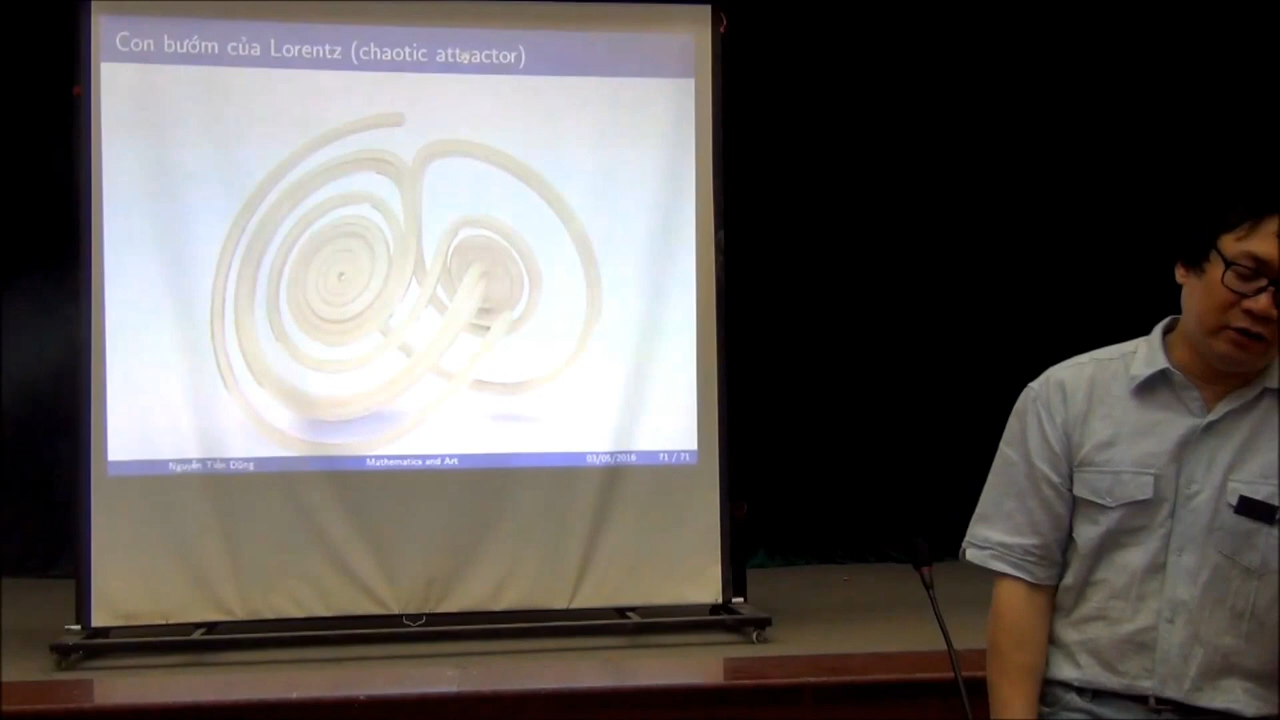 Con bướm của Lorentz (chaotic attractor)
Nguyễn Tiến Dũng Mathematics and Art 03/05/2016 71 / 71